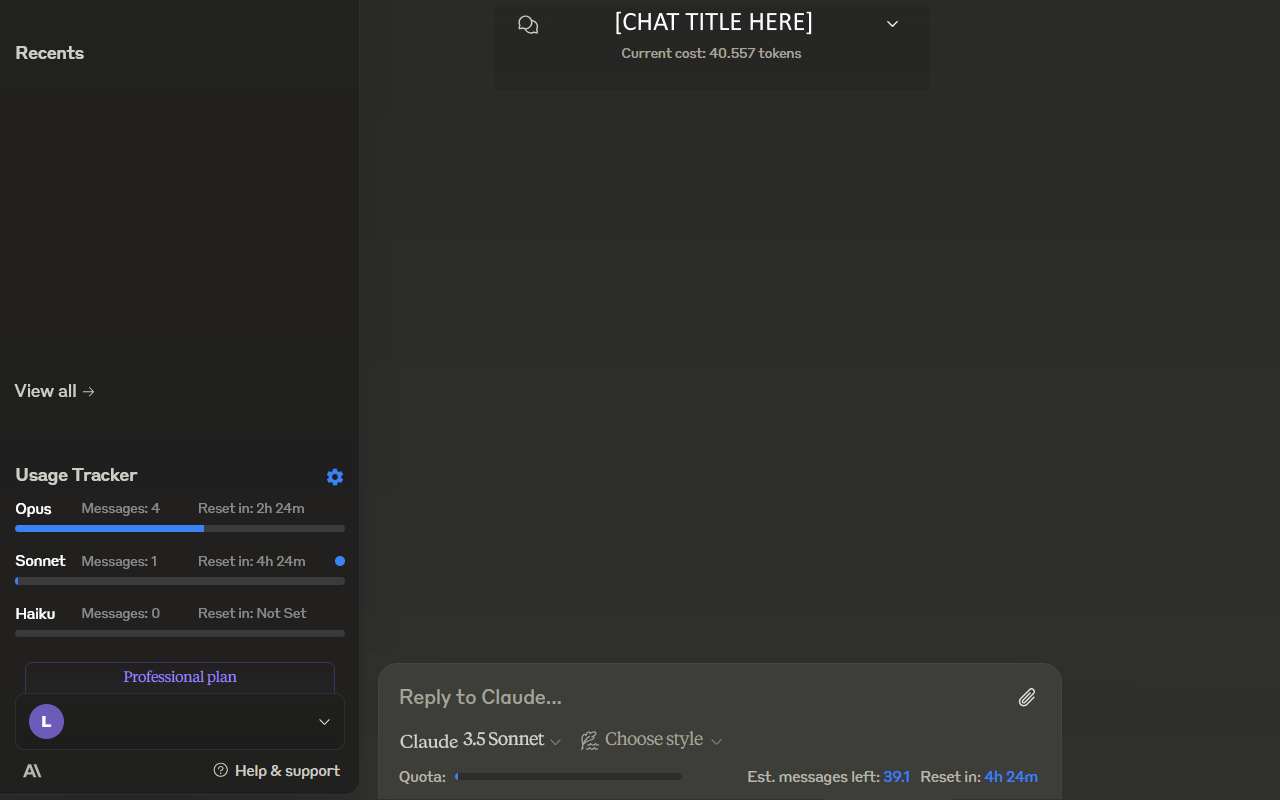 Recents
View all →
Usage Tracker
Opus Messages: 4 Reset in: 2h 24m
Sonnet Messages: 1 Reset in: 4h 24m
Haiku Messages: 0 Reset in: Not Set
Professional plan
L
A\ Help & support
[CHAT TITLE HERE]
Current cost: 40.557 tokens
Reply to Claude...
Claude 3.5 Sonnet Choose style
Quota: Est. messages left: 39.1 Reset in: 4h 24m